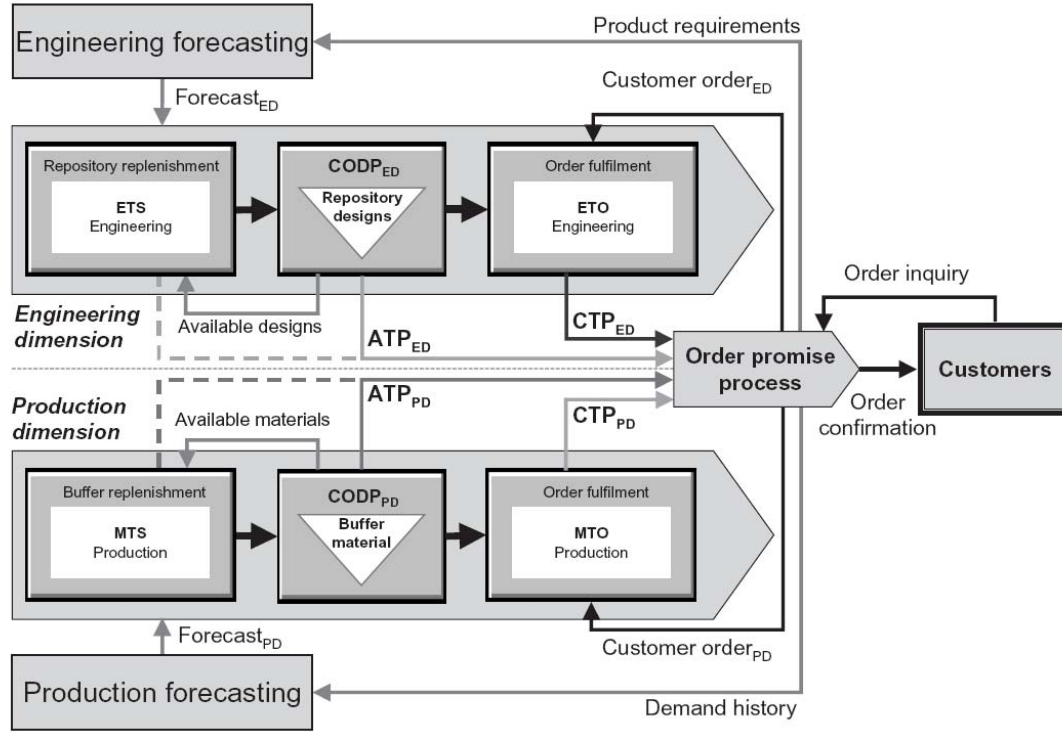 Engineering forecasting
Product requirements
Forecast_ED
Customer order_ED
Repository replenishment
ETS
Engineering
CODP_ED
Repository
designs
Order fulfilment
ETO
Engineering
Order inquiry
Engineering
dimension
Available designs
ATP_ED
CTP_ED
Order promise
process
Customers
Order
confirmation
Production
dimension
Available materials
ATP_PD
CTP_PD
Buffer replenishment
MTS
Production
CODP_PD
Buffer
material
Order fulfilment
MTO
Production
Forecast_PD
Customer order_PD
Production forecasting
Demand history